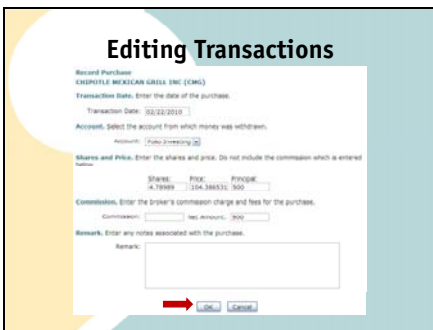 Editing Transactions
Record Purchase
CHIPOTLE MEXICAN GRILL INC (CMG)
Transaction Date. Enter the date of the purchase.
Transaction Date: 02/22/2010
Account. Select the account from which money was withdrawn.
Account: Folio Investing
Shares and Price. Enter the shares and price. Do not include the commission which is entered
below.
Shares: Price: Principal:
4.78989 104.386531 500
Commission. Enter the broker's commission charge and fees for the purchase.
Commission: Net Amount: 500
Remark. Enter any notes associated with the purchase.
Remark:
OK Cancel